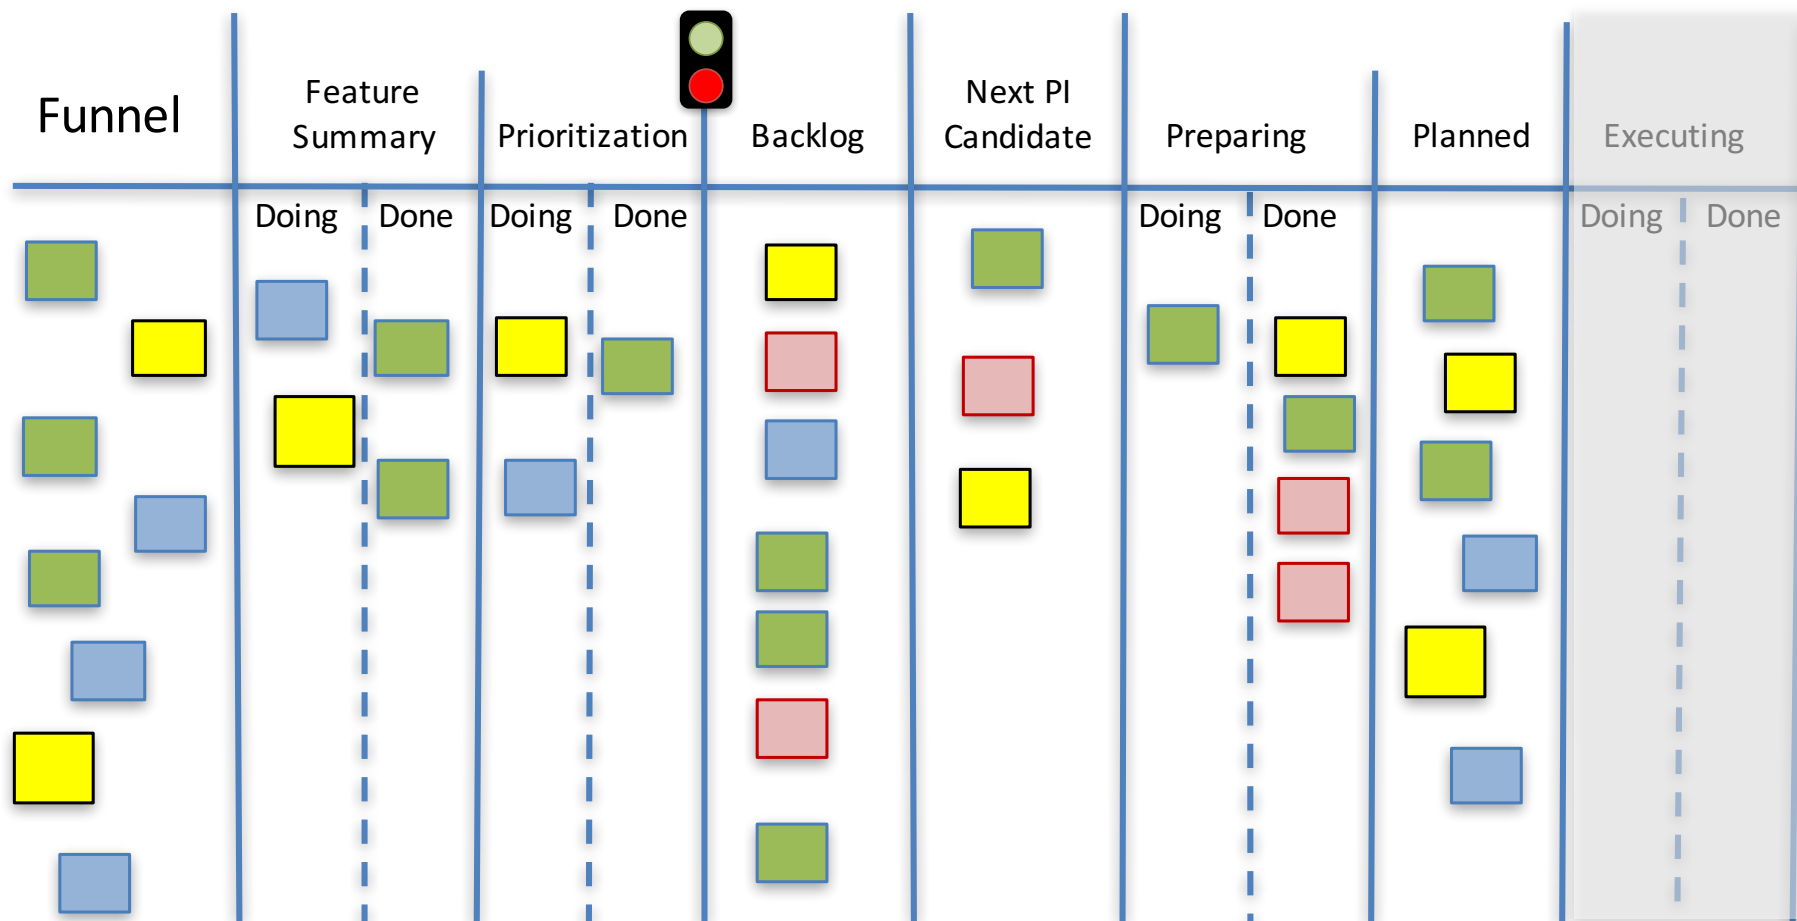 Funnel
Feature
Summary
Prioritization
Backlog
Next PI
Candidate
Preparing
Planned
Executing
Doing
Done
Doing
Done
Doing
Done
Doing
Done